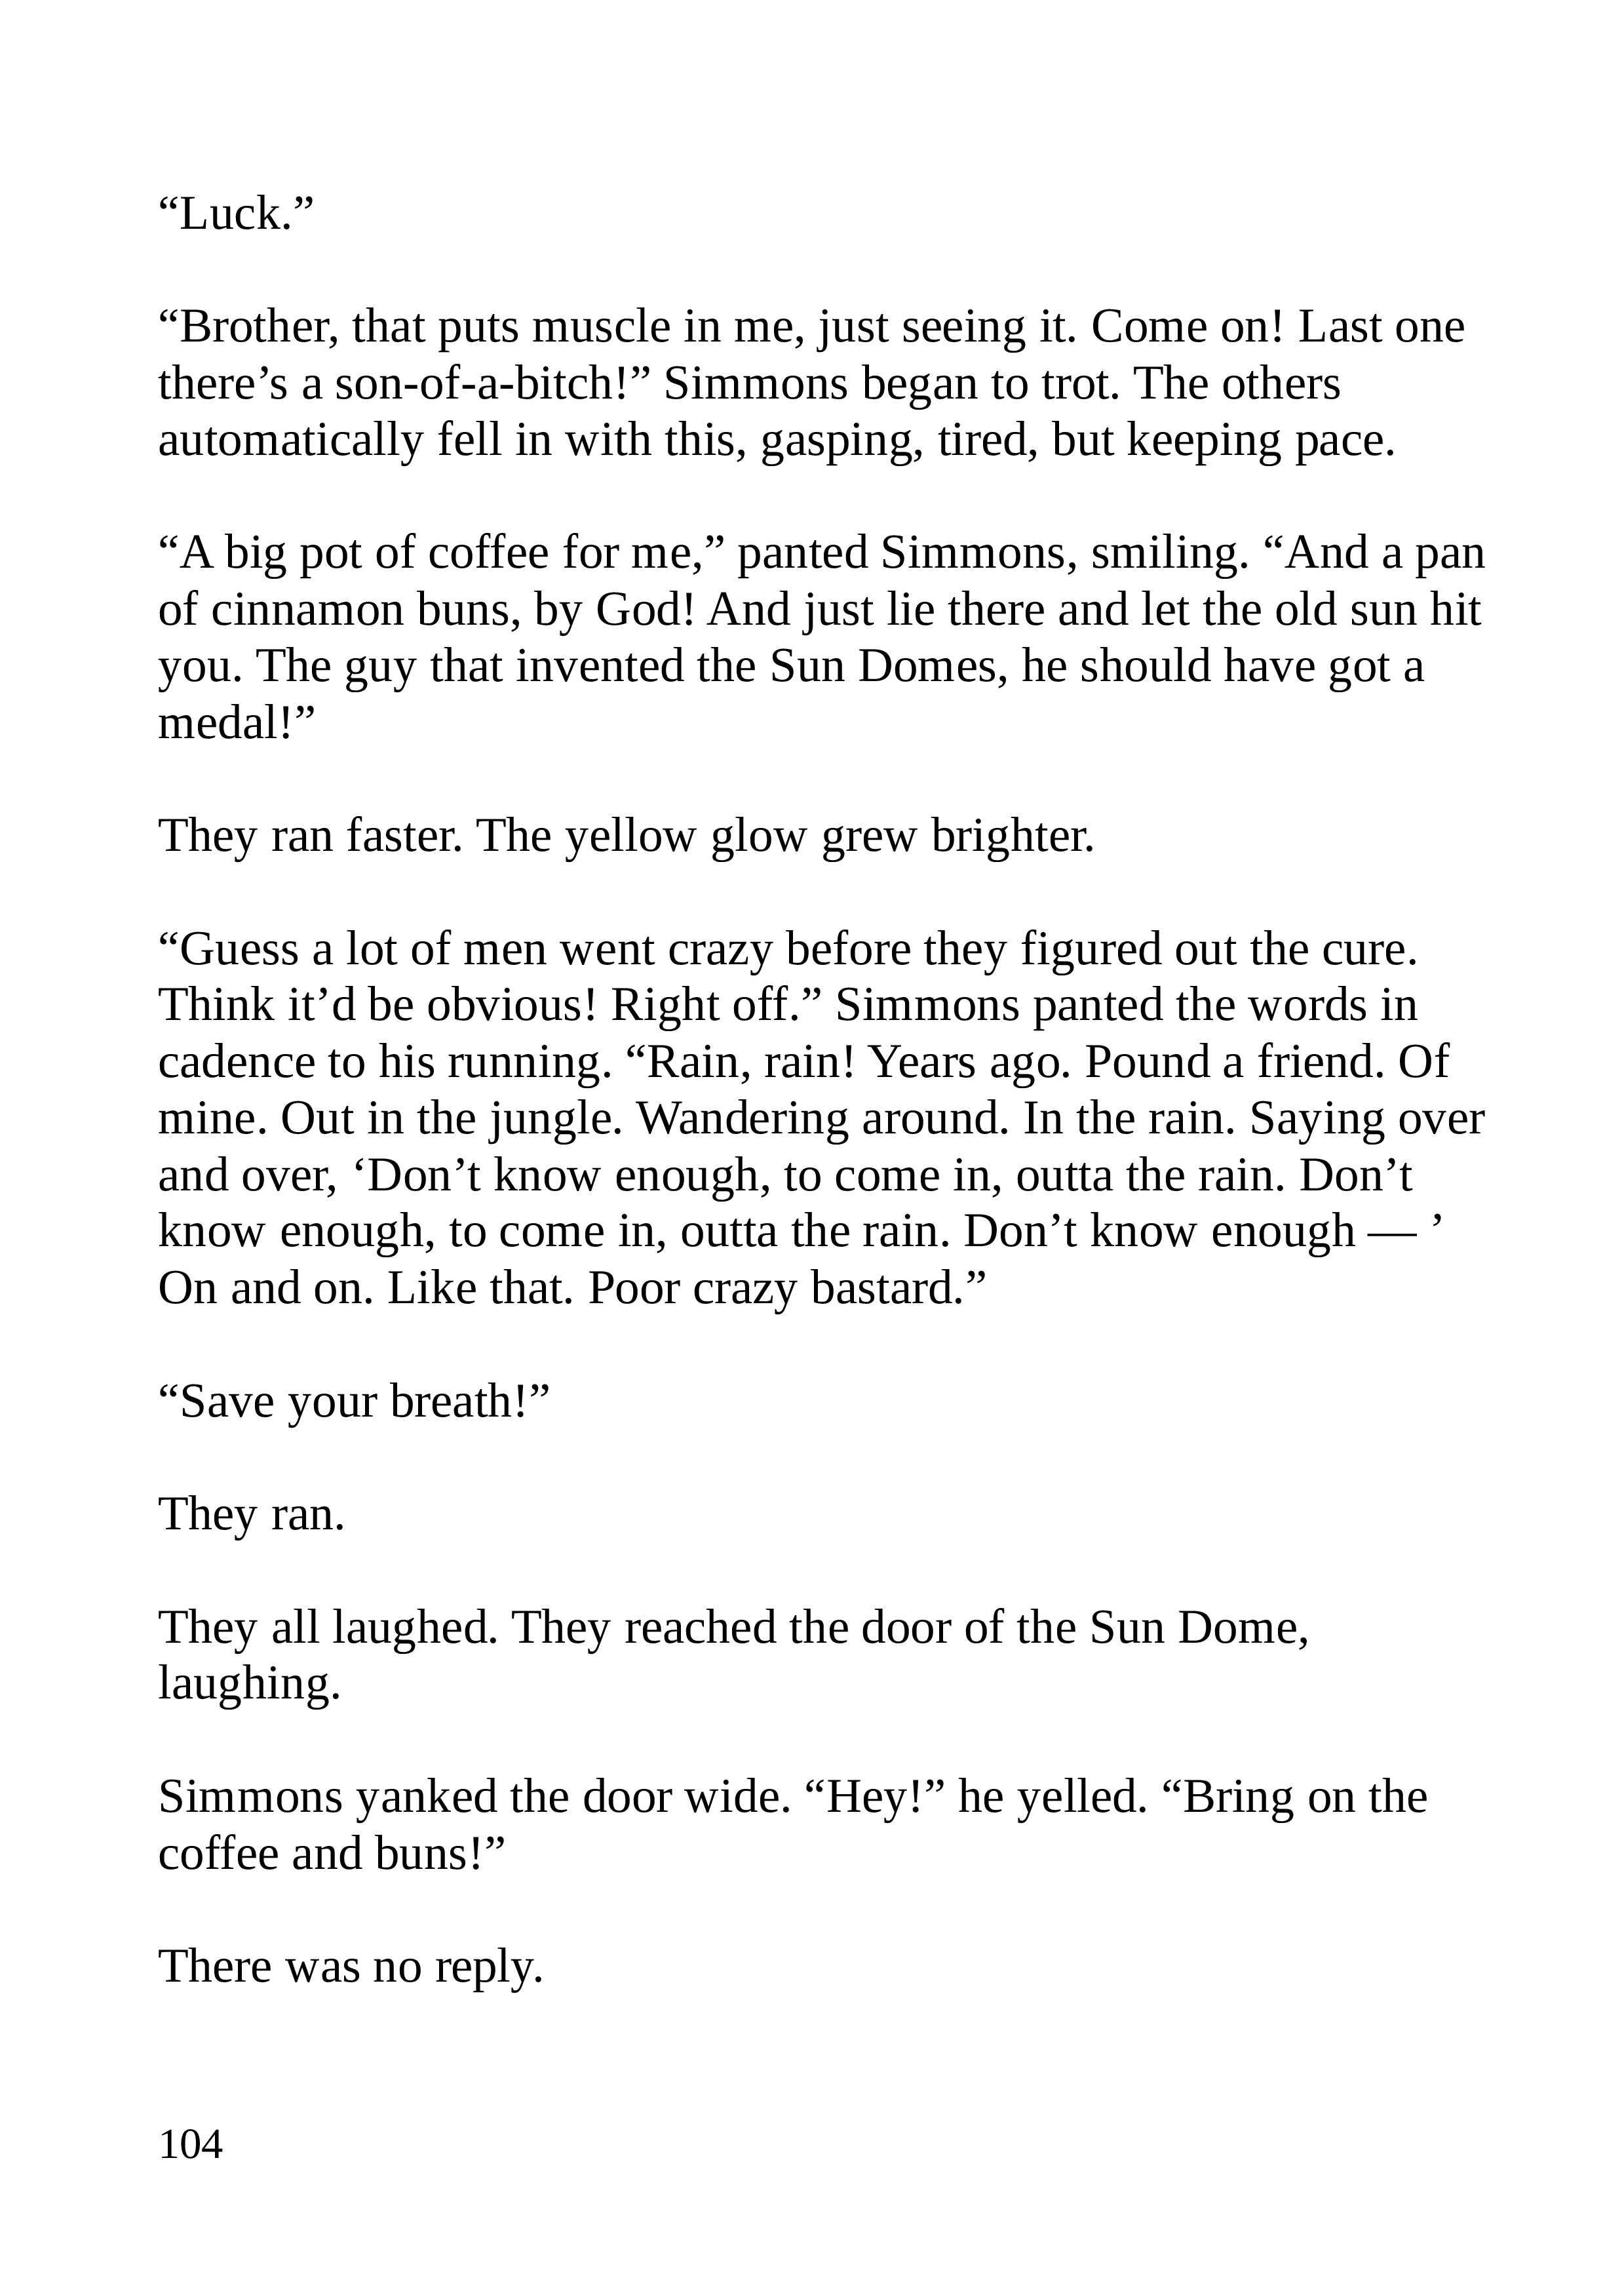 “Luck.”
“Brother, that puts muscle in me, just seeing it. Come on! Last one
there’s a son-of-a-bitch!” Simmons began to trot. The others
automatically fell in with this, gasping, tired, but keeping pace.
“A big pot of coffee for me,” panted Simmons, smiling. “And a pan
of cinnamon buns, by God! And just lie there and let the old sun hit
you. The guy that invented the Sun Domes, he should have got a
medal!”
They ran faster. The yellow glow grew brighter.
“Guess a lot of men went crazy before they figured out the cure.
Think it’d be obvious! Right off.” Simmons panted the words in
cadence to his running. “Rain, rain! Years ago. Pound a friend. Of
mine. Out in the jungle. Wandering around. In the rain. Saying over
and over, ‘Don’t know enough, to come in, outta the rain. Don’t
know enough, to come in, outta the rain. Don’t know enough — ’
On and on. Like that. Poor crazy bastard.”
“Save your breath!”
They ran.
They all laughed. They reached the door of the Sun Dome,
laughing.
Simmons yanked the door wide. “Hey!” he yelled. “Bring on the
coffee and buns!”
There was no reply.
104